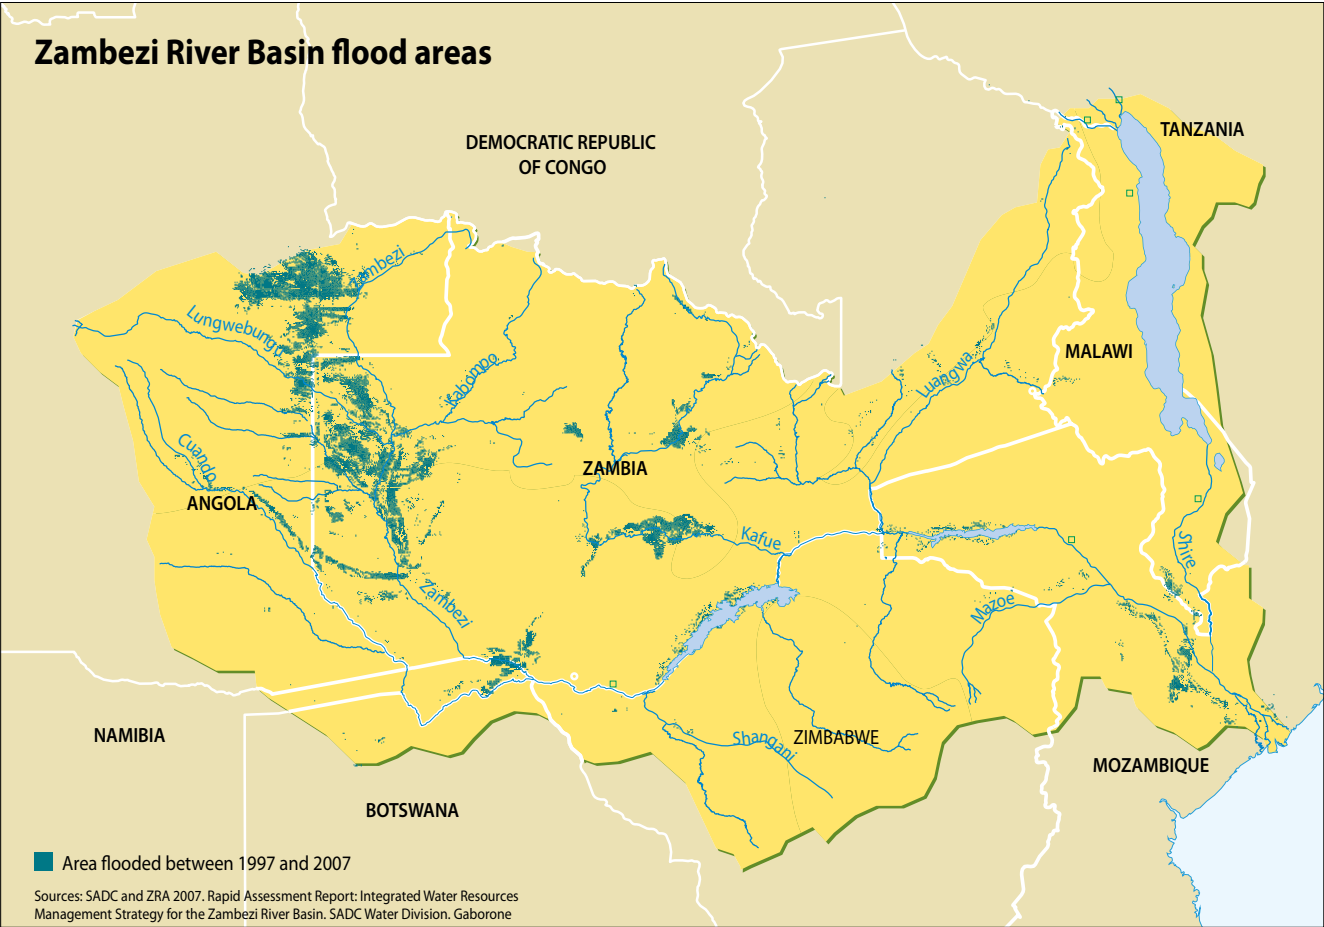 Zambezi River Basin flood areas
DEMOCRATIC REPUBLIC
OF CONGO
TANZANIA
Zambezi
Lungwebungu
MALAWI
Luangwa
Kabompo
Cuando
ZAMBIA
ANGOLA
Kafue
Shire
Zambezi
Mazoe
NAMIBIA
Shangani
ZIMBABWE
MOZAMBIQUE
BOTSWANA
Area flooded between 1997 and 2007
Sources: SADC and ZRA 2007. Rapid Assessment Report: Integrated Water Resources
Management Strategy for the Zambezi River Basin. SADC Water Division. Gaborone